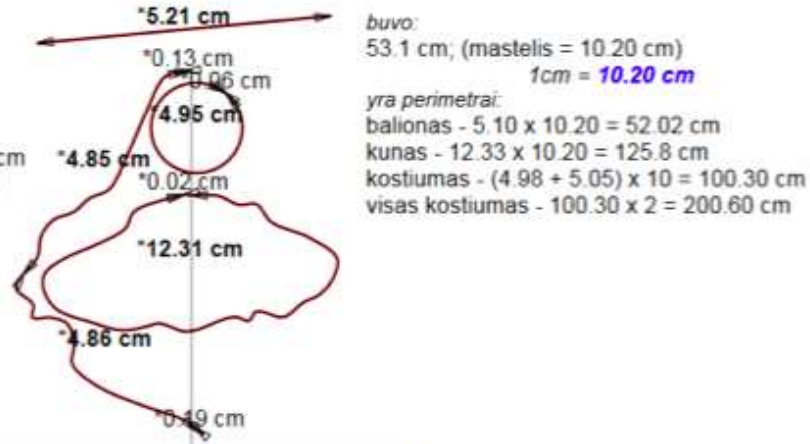 *5.21 cm
*0.13 cm
*0.96 cm
*4.95 cm
cm
*4.85 cm
*0.02 cm
*12.31 cm
*4.86 cm
*0.19 cm
buvo:
53.1 cm; (mastelis = 10.20 cm)
1cm = 10.20 cm
yra perimetrai:
balionas - 5.10 x 10.20 = 52.02 cm
kunas - 12.33 x 10.20 = 125.8 cm
kostiumas - (4.98 + 5.05) x 10 = 100.30 cm
visas kostiumas - 100.30 x 2 = 200.60 cm